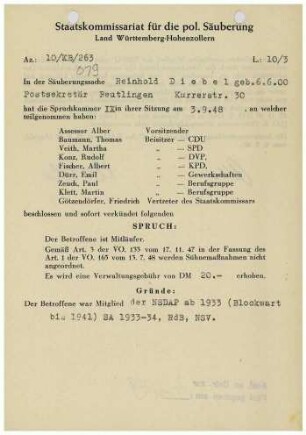 Staatskommissariat für die pol. Säuberung
Land Württemberg-Hohenzollern
Az.: 10/KB/263 L.: 10/3
079
In der Säuberungssache Reinhold Diebel geb. 6.6.00
Postsekretär Reutlingen Karrerstr. 30
hat die Spruchkammer IX in ihrer Sitzung am 3.9.48, an welcher
teilgenommen haben:
Assessor Alber Vorsitzender
Baumann, Thomas Beisitzer — CDU
Veith, Martha „ — SPD
Konz, Rudolf „ — DVP,
Fischer, Albert „ — KPD,
Dürr, Emil „ — Gewerkschaften
Zeuch, Paul „ — Berufsgruppe
Klett, Martin „ — Berufsgruppe
Götzendörfer, Friedrich Vertreter des Staatskommissars
beschlossen und sofort verkündet folgenden
SPRUCH:
Der Betroffene ist Mitläufer.
Gemäß Art. 3 der VO. 133 vom 17. 11. 47 in der Fassung des
Art. 1 der VO. 165 vom 13. 7. 48 werden Sühnemaßnahmen nicht
angeordnet.
Es wird eine Verwaltungsgebühr von DM 20.- erhoben.
Gründe:
Der Betroffene war Mitglied der NSDAP ab 1933 (Blockwart
bis 1941) SA 1933-34, RdB, NSV.